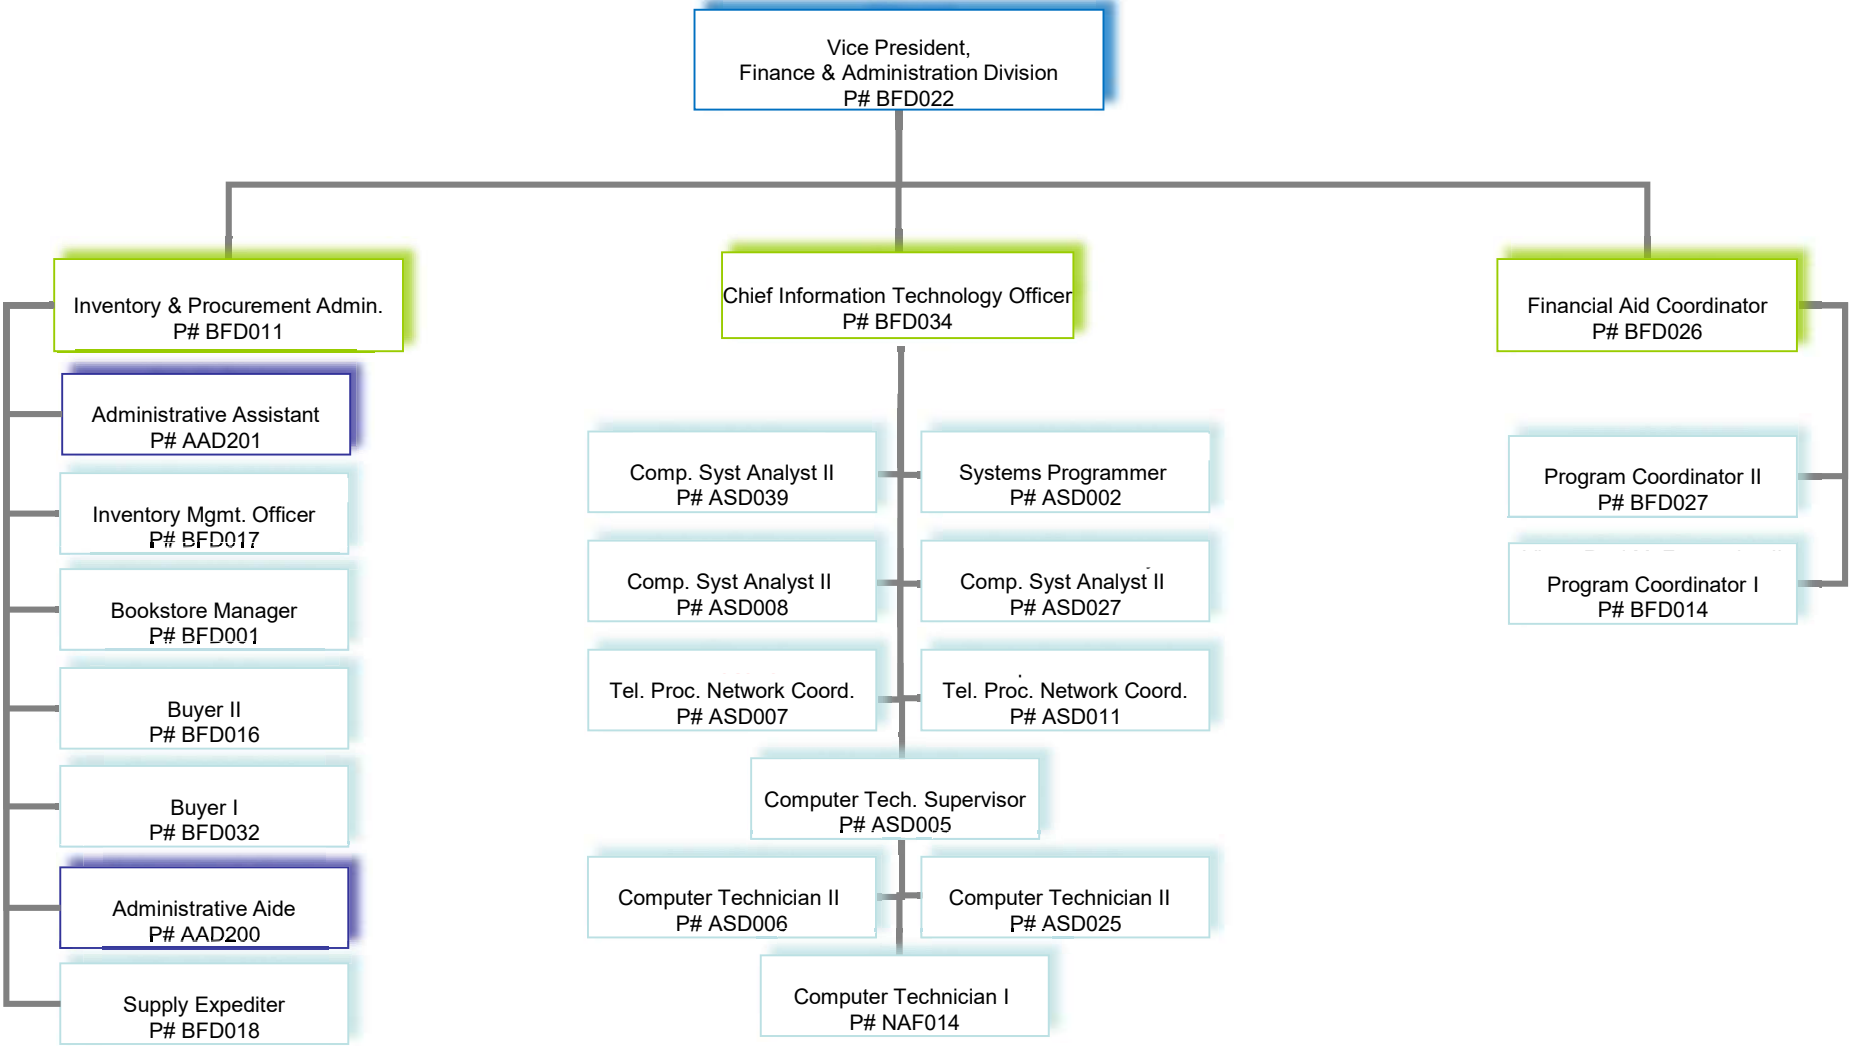 Vice President,
Finance & Administration Division
P# BFD022
Inventory & Procurement Admin.
P# BFD011
Administrative Assistant
P# AAD201
Inventory Mgmt. Officer
P# BFD017
Bookstore Manager
P# BFD001
Buyer II
P# BFD016
Buyer I
P# BFD032
Administrative Aide
P# AAD200
Supply Expediter
P# BFD018
Chief Information Technology Officer
P# BFD034
Comp. Syst Analyst II
P# ASD039
Systems Programmer
P# ASD002
Comp. Syst Analyst II
P# ASD008
Comp. Syst Analyst II
P# ASD027
Tel. Proc. Network Coord.
P# ASD007
Tel. Proc. Network Coord.
P# ASD011
Computer Tech. Supervisor
P# ASD005
Computer Technician II
P# ASD006
Computer Technician II
P# ASD025
Computer Technician I
P# NAF014
Financial Aid Coordinator
P# BFD026
Program Coordinator II
P# BFD027
Program Coordinator I
P# BFD014